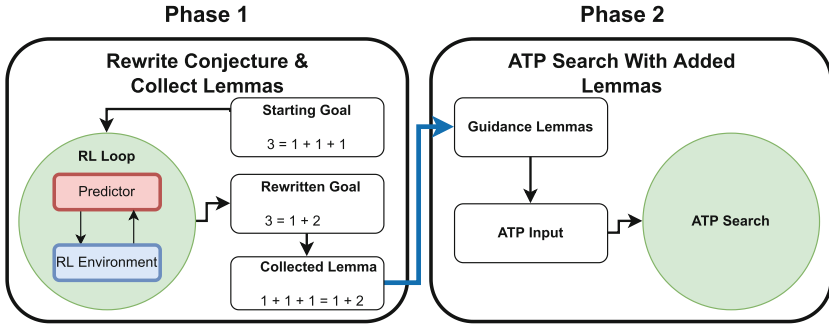 Phase 1
Rewrite Conjecture &
Collect Lemmas
Starting Goal
3 = 1 + 1 + 1
RL Loop
Predictor
RL Environment
Rewritten Goal
3 = 1 + 2
Collected Lemma
1 + 1 + 1 = 1 + 2
Phase 2
ATP Search With Added
Lemmas
Guidance Lemmas
ATP Input
ATP Search